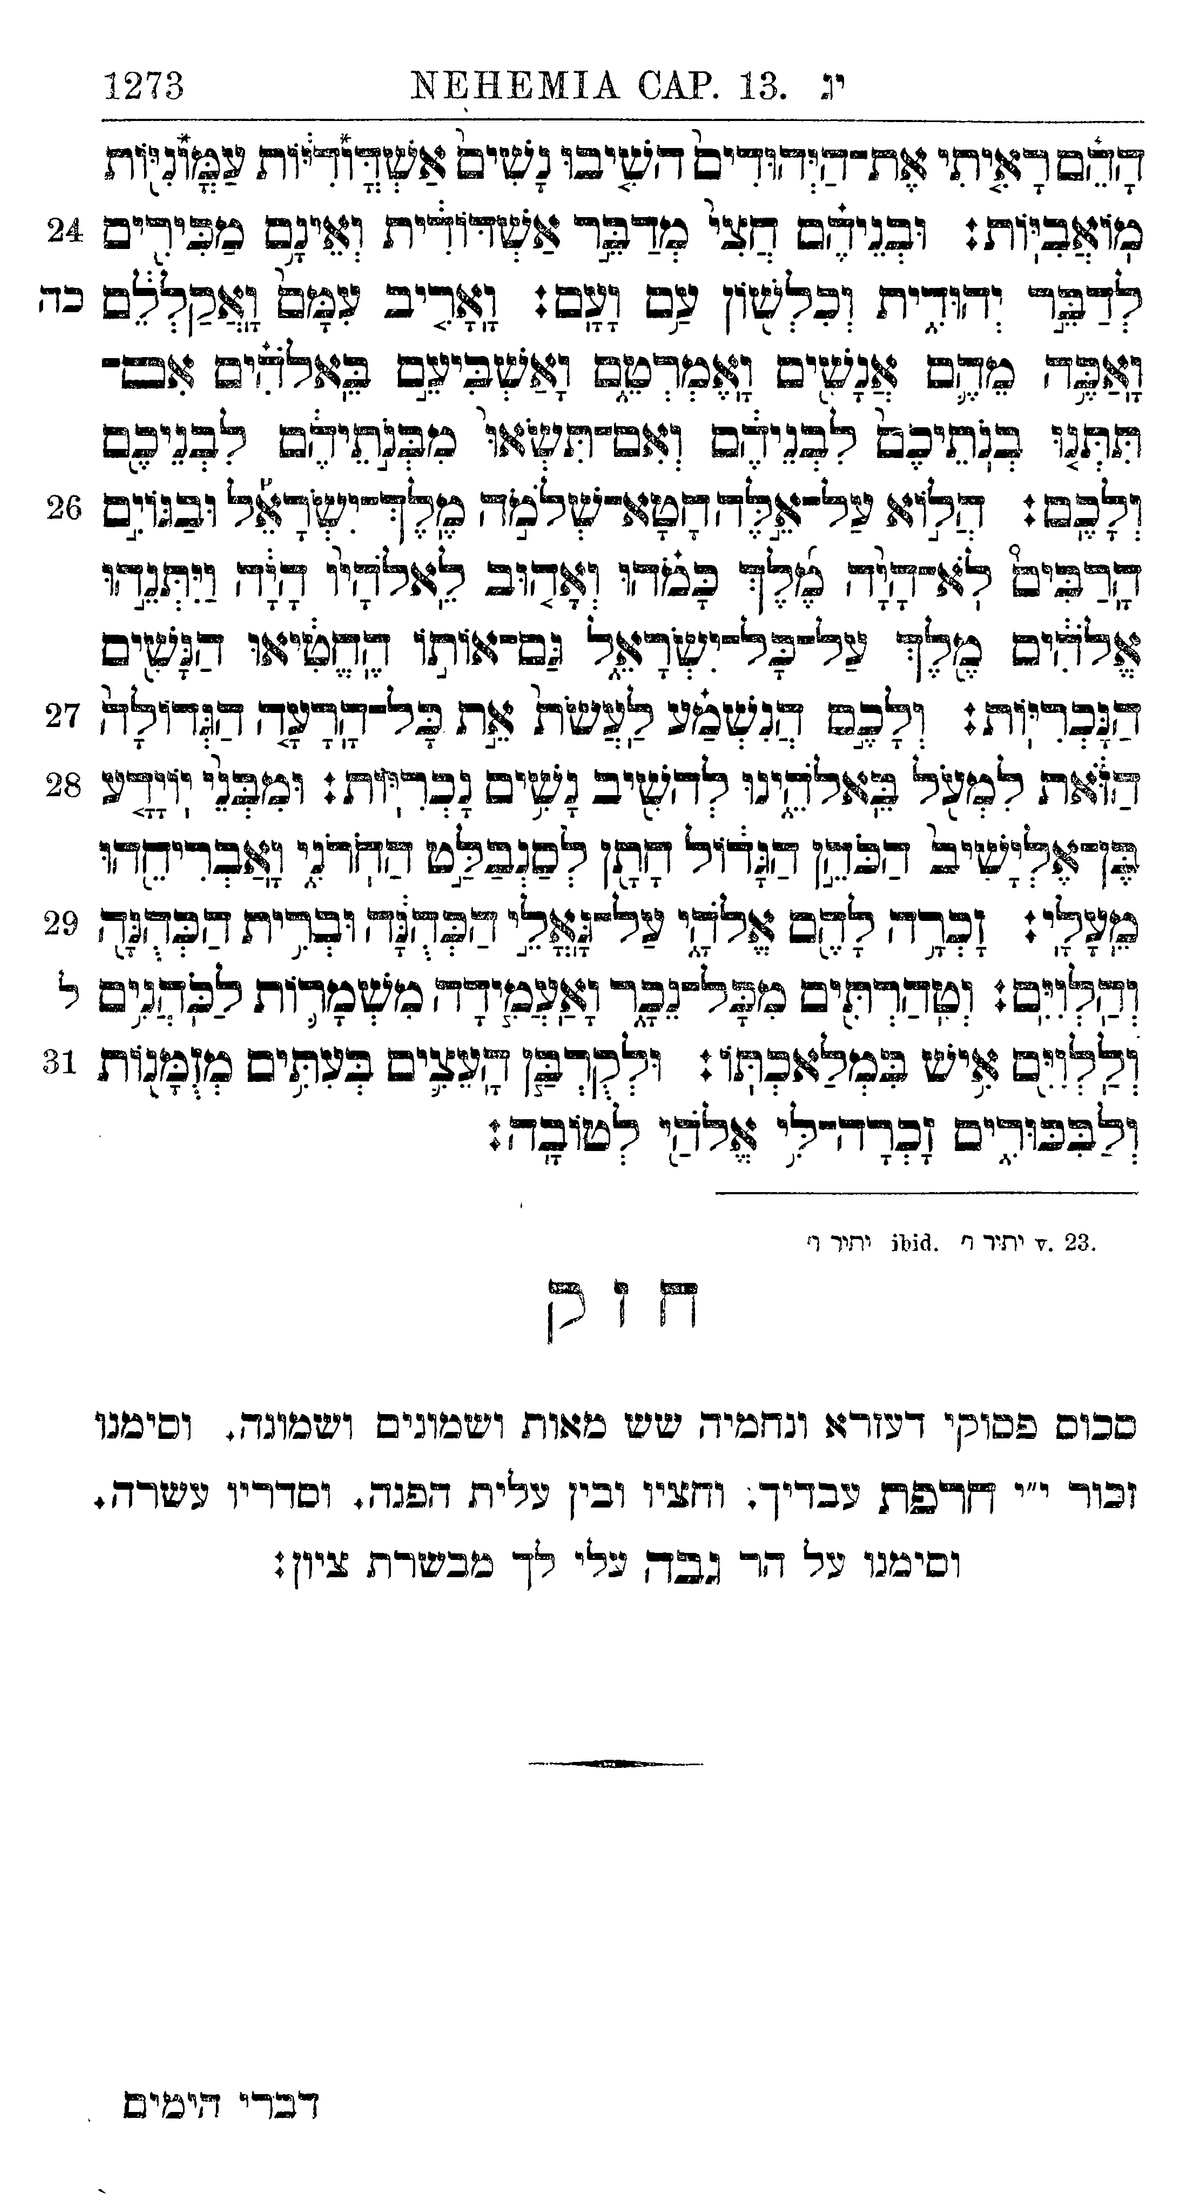 1273 NEHEMIA CAP. 13. יג
הָהֵ֗ם רָאִ֤יתִי אֶת־הַיְּהוּדִים֙ הֹשִׁ֤יבוּ נָשִׁים֙ אַשְׁדֳּוֹדִיּ֔וֹת עַמֳּוֹנִיּ֖וֹת
24 מֽוֹאֲבִיּֽוֹת׃ וּבְנֵיהֶ֗ם חֲצִי֙ מְדַבֵּ֣ר אַשְׁדּוֹדִ֔ית וְאֵינָ֥ם מַכִּירִ֖ים
כה לְדַבֵּ֣ר יְהוּדִ֑ית וְכִלְשׁ֖וֹן עַ֥ם וָעָֽם׃ וָֽאָרִ֤יב עִמָּם֙ וָֽאֲקַלְלֵ֔ם
וָֽאַכֶּ֥ה מֵהֶ֛ם אֲנָשִׁ֖ים וָֽאֶמְרְטֵ֑ם וָֽאַשְׁבִּיעֵ֣ם בֵּֽאלֹהִ֗ים אִם־
תִּתְּנ֤וּ בְנֹֽתֵיכֶם֙ לִבְנֵיהֶ֔ם וְאִם־תִּשְׂאוּ֙ מִבְּנֹ֣תֵיהֶ֔ם לִבְנֵיכֶ֖ם
26 וְלָכֶֽם׃ הֲל֣וֹא עַל־אֵ֣לֶּה חָטָֽא־שְׁלֹמֹ֣ה מֶֽלֶךְ־יִשְׂרָאֵ֡ל וּבַגּוֹיִ֣ם
הָֽרַבִּים֩ לֹֽא־הָיָ֨ה מֶ֜לֶךְ כָּמֹ֗הוּ וְאָה֤וּב לֵֽאלֹהָיו֙ הָיָ֔ה וַיִּתְּנֵ֣הוּ
אֱלֹהִ֔ים מֶ֖לֶךְ עַל־כָּל־יִשְׂרָאֵ֑ל גַּם־אוֹת֣וֹ הֶֽחֱטִ֔יאוּ הַנָּשִׁ֖ים
27 הַנָּכְרִיּֽוֹת׃ וְלָכֶ֣ם הֲנִשְׁמַ֗ע לַֽעֲשֹׂת֙ אֵ֣ת כָּל־הָֽרָעָ֤ה הַגְּדוֹלָה֙
28 הַזֹּ֔את לִמְעֹ֖ל בֵּֽאלֹהֵ֑ינוּ לְהֹשִׁ֖יב נָשִׁ֥ים נָכְרִיּֽוֹת׃ וּמִבְּנֵ֨י יֽוֹיָדָ֤ע
בֶּן־אֶלְיָשִׁיב֙ הַכֹּהֵ֣ן הַגָּד֔וֹל חָתָ֖ן לְסַנְבַלַּ֣ט הַחֹֽרֹנִ֑י וָֽאַבְרִיחֵ֖הוּ
29 מֵֽעָלָֽי׃ זָכְרָ֥ה לָהֶ֖ם אֱלֹהָ֑י עַל־גׇּֽאֳלֵ֣י הַכְּהֻנָּ֔ה וּבְרִ֥ית הַכְּהֻנָּ֖ה
ל וְהַלְוִיִּֽם׃ וְטִֽהַרְתִּ֖ים מִכָּל־נֵכָ֑ר וָאַֽעֲמִ֧ידָה מִשְׁמָר֛וֹת לַכֹּֽהֲנִ֥ים
31 וְלַֽלְוִיִּ֖ם אִ֥ישׁ בִּמְלַאכְתּֽוֹ׃ וּלְקֻרְבַּ֧ן הָֽעֵצִ֛ים בְּעִתִּ֥ים מְזֻמָּנ֖וֹת
וְלַבִּכּוּרִ֑ים זָכְרָה־לִּ֥י אֱלֹהַ֖י לְטוֹבָֽה׃
v. 23. יתיר ו׳ ibid. יתיר ו׳
חזק
סכום פסוקי דעזרא ונחמיה שש מאות ושמונים ושמונה. וסימנו
זכור י״י חרפת עבדיך: וחציו ובין עלית הפנה. וסדריו עשרה.
וסימנו על הר גבה עלי לך מבשרת ציון:
דברי הימים